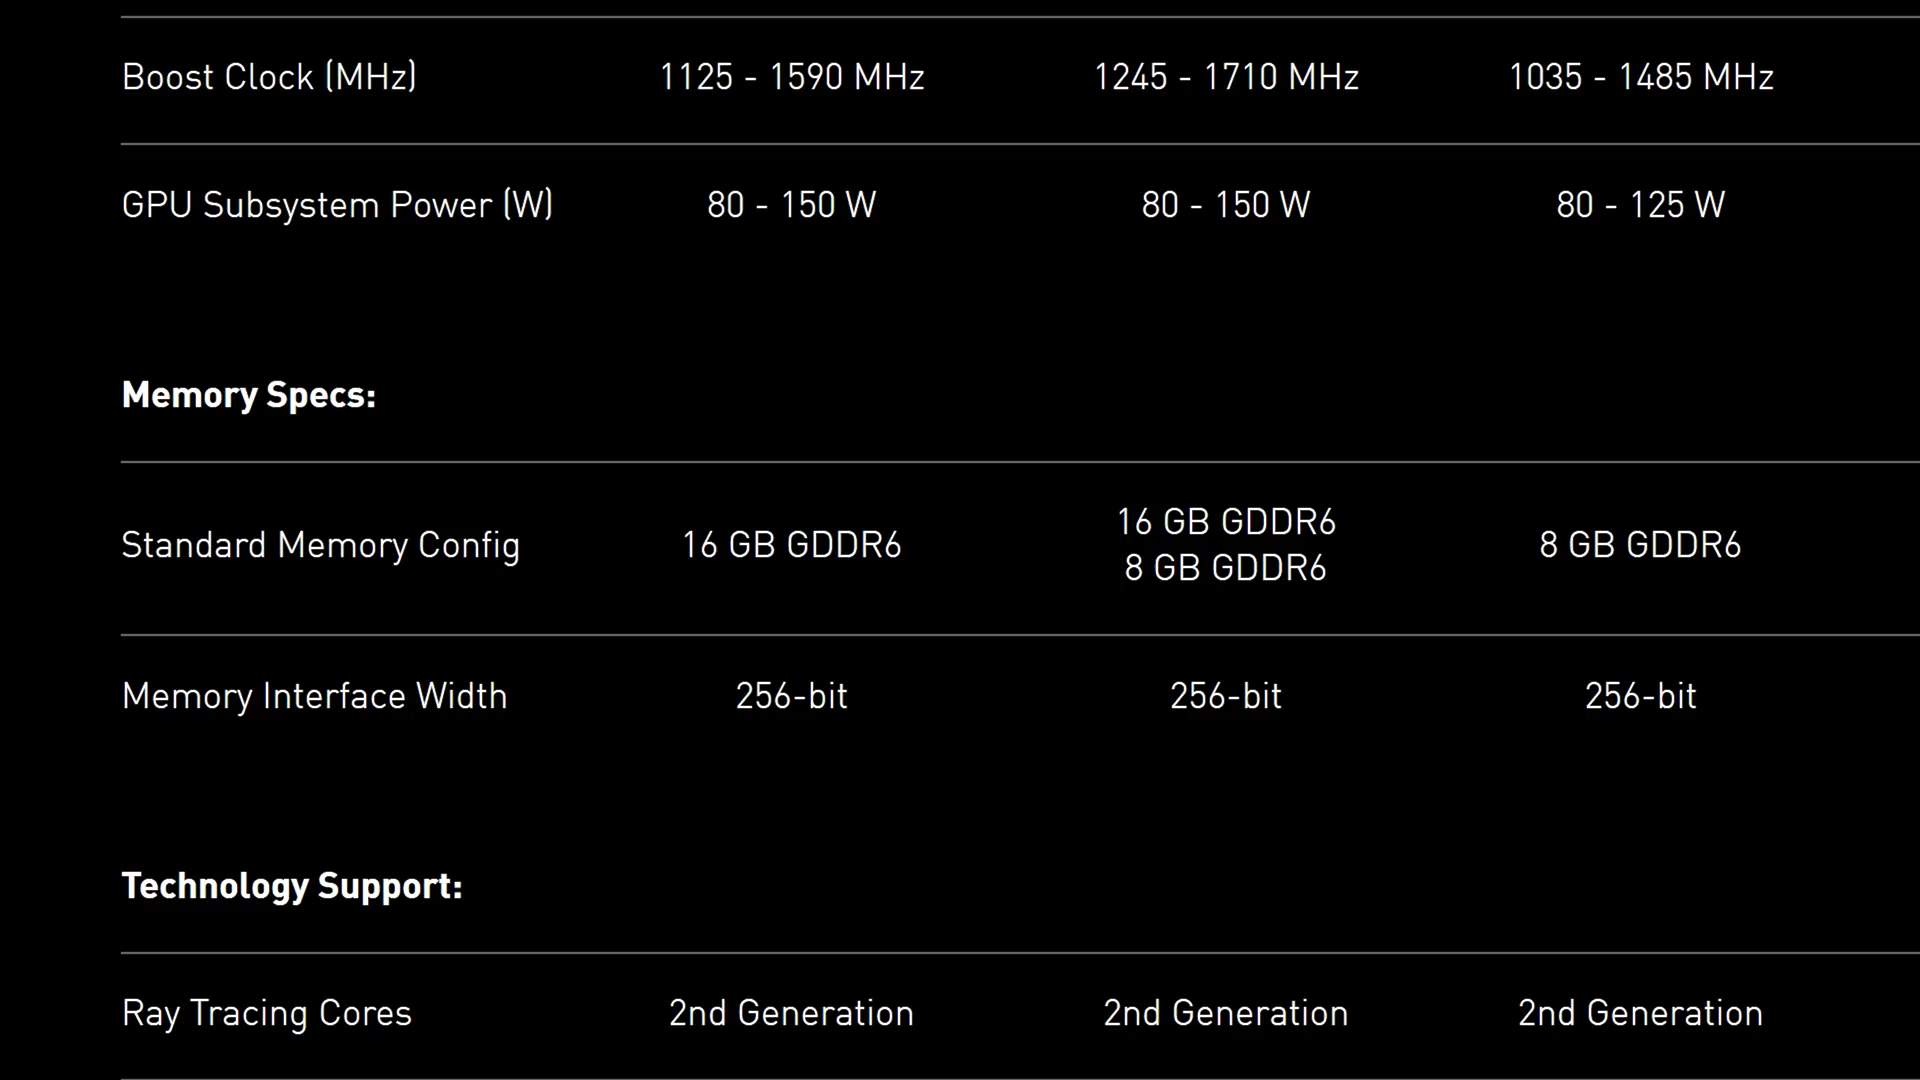 Boost Clock (MHz) 1125 - 1590 MHz 1245 - 1710 MHz 1035 - 1485 MHz
GPU Subsystem Power (W) 80 - 150 W 80 - 150 W 80 - 125 W
Memory Specs:
Standard Memory Config 16 GB GDDR6 16 GB GDDR6 8 GB GDDR6
8 GB GDDR6
Memory Interface Width 256-bit 256-bit 256-bit
Technology Support:
Ray Tracing Cores 2nd Generation 2nd Generation 2nd Generation